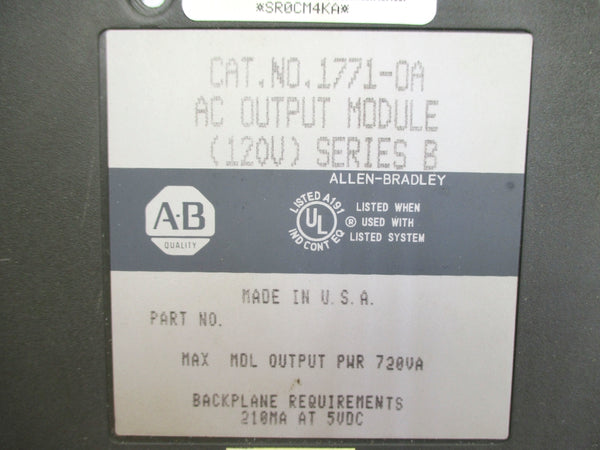 *SR0CM4KA*
CAT.NO.1771-OA
AC OUTPUT MODULE
(120V) SERIES B
ALLEN-BRADLEY
A-B
QUALITY
LISTED A191
UL ®
IND CONT EQ
LISTED WHEN
USED WITH
LISTED SYSTEM
MADE IN U.S.A.
PART NO.
MAX MDL OUTPUT PWR 720VA
BACKPLANE REQUIREMENTS
210MA AT 5VDC